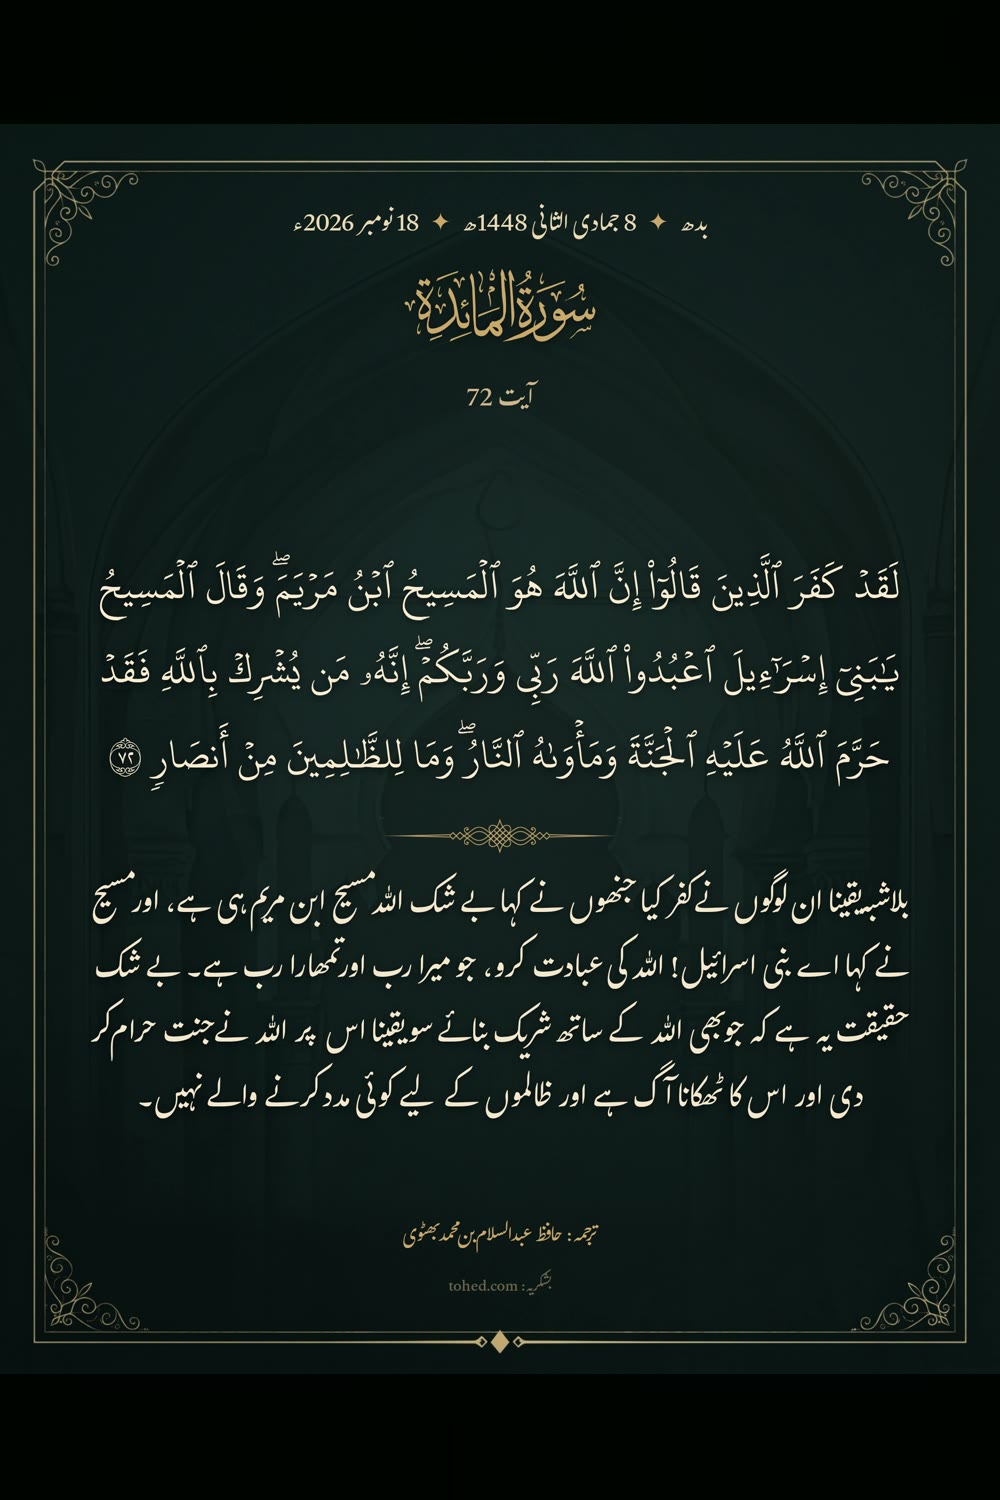 بدھ ✦ 8 جمادی الثانی 1448ھ ✦ 18 نومبر 2026ء
سُورَةُ الْمَائِدَةِ
آیت 72
لَقَدۡ كَفَرَ ٱلَّذِينَ قَالُوٓاْ إِنَّ ٱللَّهَ هُوَ ٱلۡمَسِيحُ ٱبۡنُ مَرۡيَمَۖ وَقَالَ ٱلۡمَسِيحُ
يَٰبَنِيٓ إِسۡرَٰٓءِيلَ ٱعۡبُدُواْ ٱللَّهَ رَبِّي وَرَبَّكُمۡۖ إِنَّهُۥ مَن يُشۡرِكۡ بِٱللَّهِ فَقَدۡ
حَرَّمَ ٱللَّهُ عَلَيۡهِ ٱلۡجَنَّةَ وَمَأۡوَىٰهُ ٱلنَّارُۖ وَمَا لِلظَّٰلِمِينَ مِنۡ أَنصَارٖ ٧٢
بلاشبہ یقینا ان لوگوں نے کفر کیا جنھوں نے کہا بے شک اللہ مسیح ابن مریم ہی ہے، اور مسیح
نے کہا اے بنی اسرائیل! اللہ کی عبادت کرو، جو میرا رب اور تمھارا رب ہے۔ بے شک
حقیقت یہ ہے کہ جو بھی اللہ کے ساتھ شریک بنائے سو یقینا اس پر اللہ نے جنت حرام کر
دی اور اس کا ٹھکانا آگ ہے اور ظالموں کے لیے کوئی مدد کرنے والے نہیں۔
ترجمہ: حافظ عبدالسلام بن محمد بھٹوی
بشکریہ: tohed.com